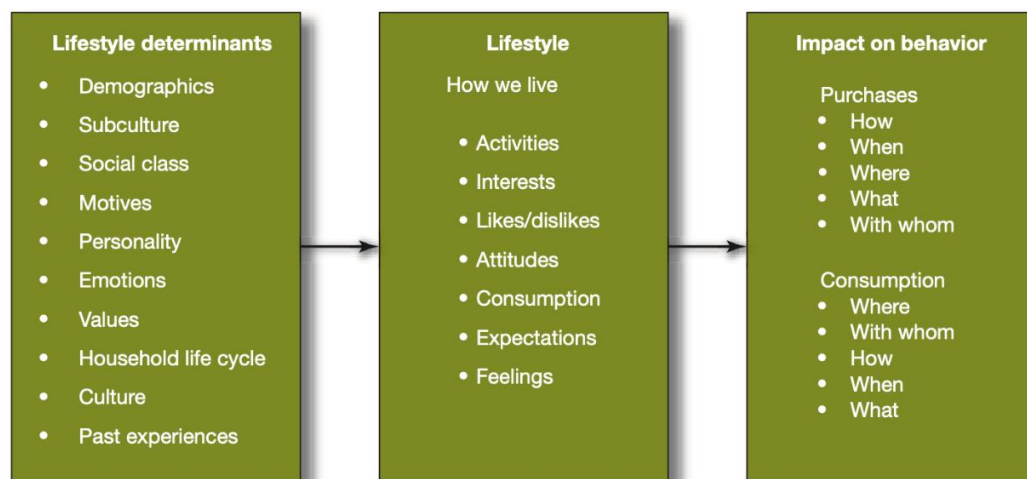 Lifestyle determinants
• Demographics
• Subculture
• Social class
• Motives
• Personality
• Emotions
• Values
• Household life cycle
• Culture
• Past experiences
Lifestyle
How we live
• Activities
• Interests
• Likes/dislikes
• Attitudes
• Consumption
• Expectations
• Feelings
Impact on behavior
Purchases
• How
• When
• Where
• What
• With whom
Consumption
• Where
• With whom
• How
• When
• What